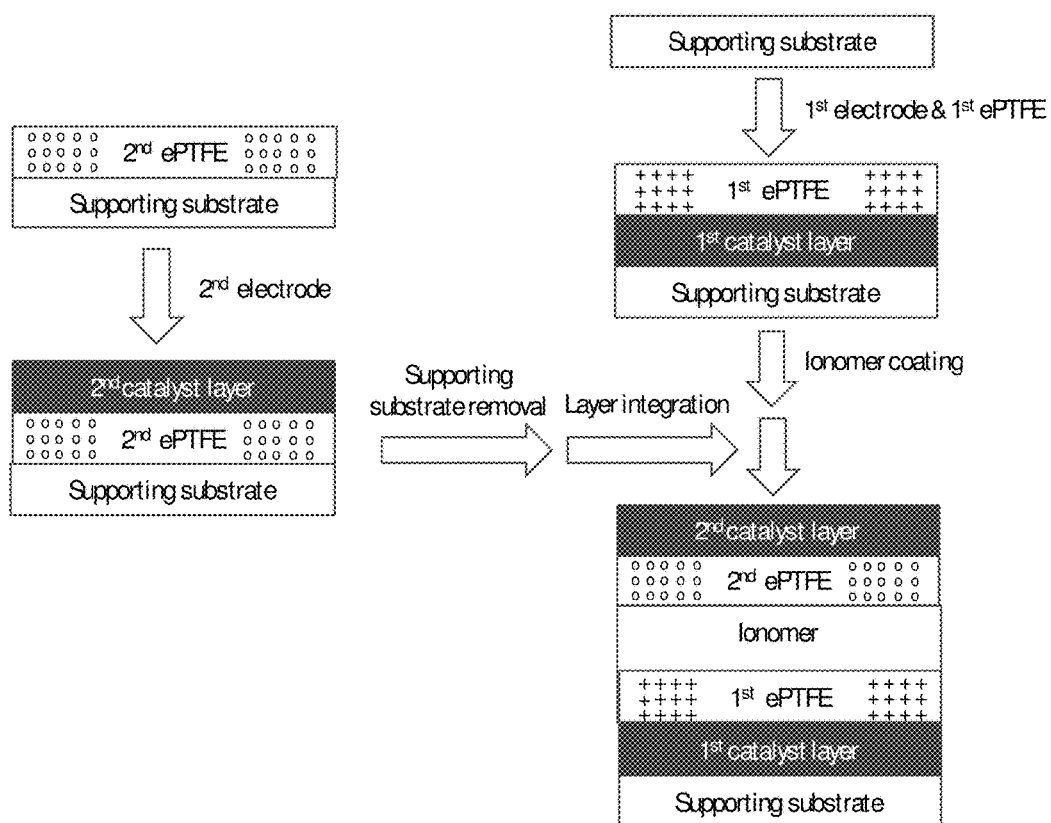 Supporting substrate
1st electrode & 1st ePTFE
1st ePTFE
1st catalyst layer
Supporting substrate
Ionomer coating
2nd ePTFE
Supporting substrate
2nd electrode
2nd catalyst layer
2nd ePTFE
Supporting substrate
Supporting
substrate removal
Layer integration
2nd catalyst layer
2nd ePTFE
Ionomer
1st ePTFE
1st catalyst layer
Supporting substrate